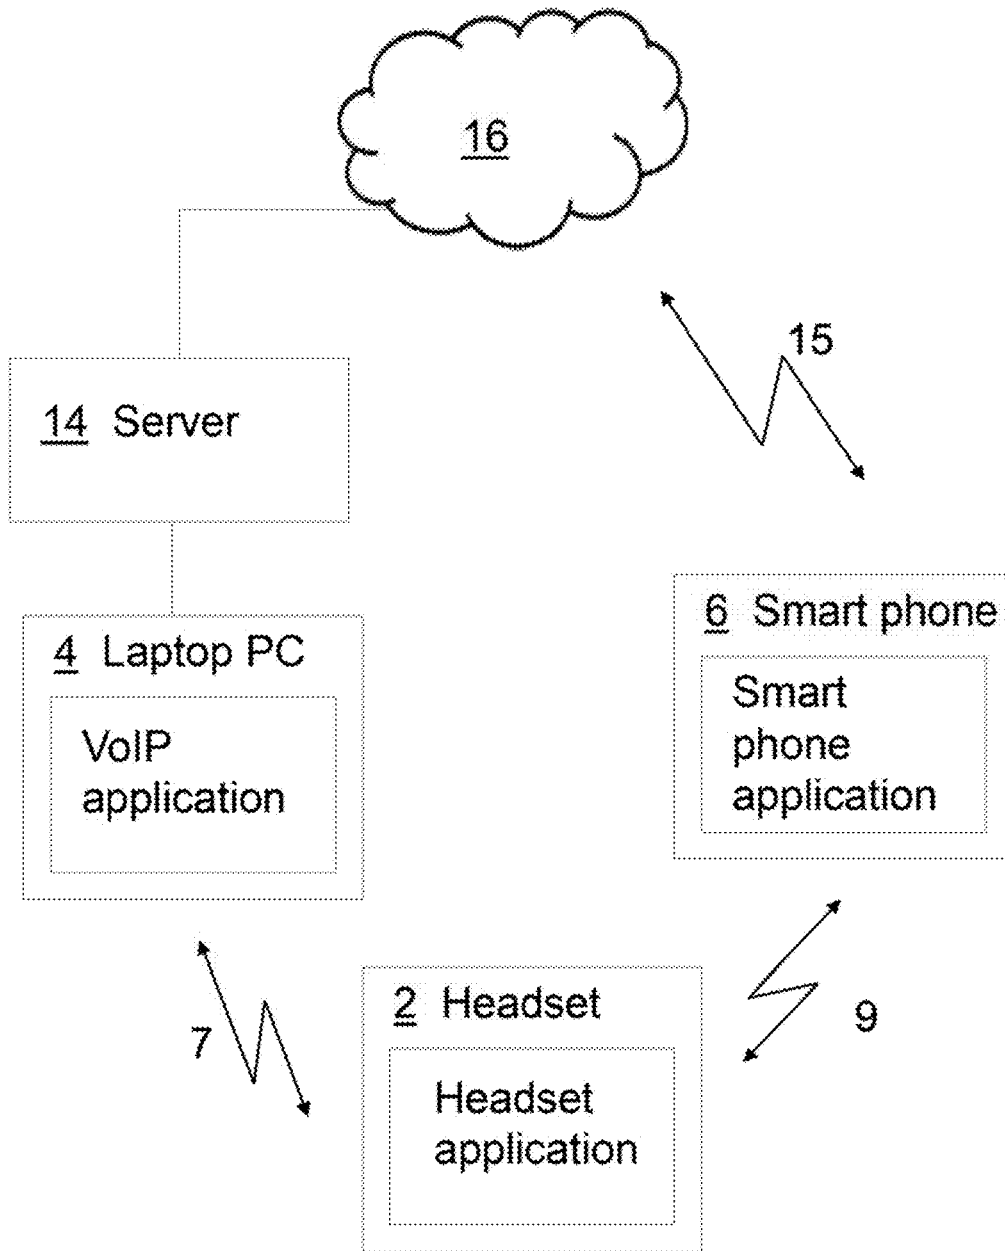 16
15
14 Server
4 Laptop PC
VoIP
application
6 Smart phone
Smart
phone
application
7
2 Headset
Headset
application
9